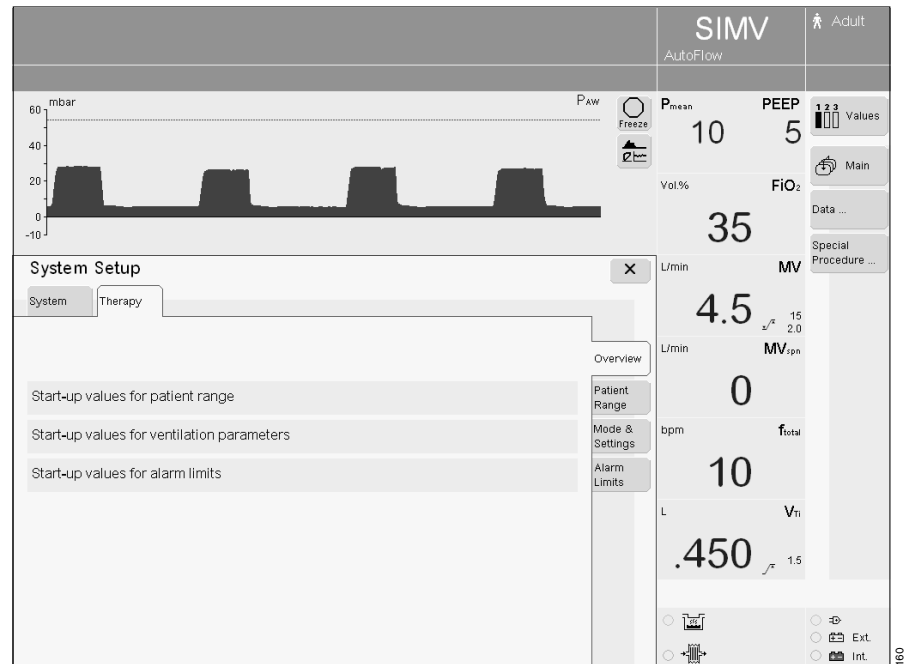 SIMV
AutoFlow
Adult
mbar
PAW
60
40
20
0
-10
Freeze
Pmean PEEP
10 5
Vol.% FiO₂
35
L/min MV
4.5
15
2.0
L/min MVspn
0
bpm ftotal
10
L VTi
.450
1.5
1 2 3
Values
Main
Data ...
Special
Procedure ...
System Setup
System
Therapy
Overview
Patient
Range
Mode &
Settings
Alarm
Limits
Start-up values for patient range
Start-up values for ventilation parameters
Start-up values for alarm limits
Ext.
Int.
160